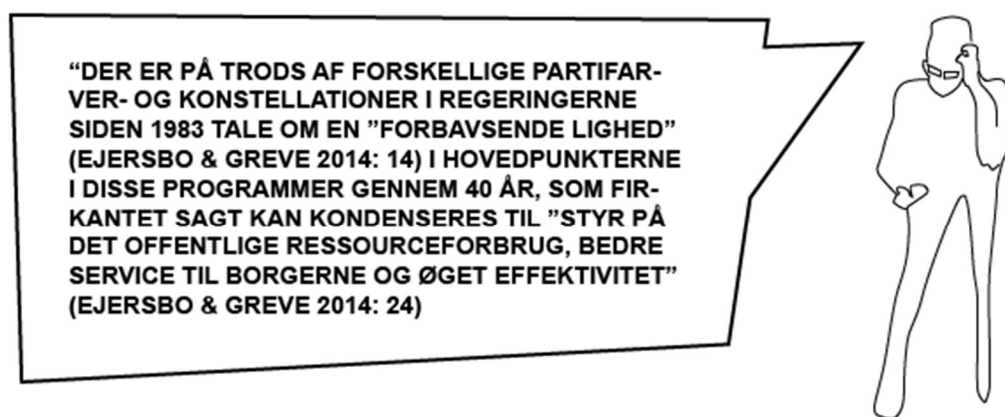 “DER ER PÅ TRODS AF FORSKELLIGE PARTIFAR-
VER- OG KONSTELLATIONER I REGERINGERNE
SIDEN 1983 TALE OM EN ”FORBAVSENDE LIGHED”
(EJERSBO & GREVE 2014: 14) I HOVEDPUNKTERNE
I DISSE PROGRAMMER GENNEM 40 ÅR, SOM FIR-
KANTET SAGT KAN KONDENSERES TIL ”STYR PÅ
DET OFFENTLIGE RESSOURCEFORBRUG, BEDRE
SERVICE TIL BORGERNE OG ØGET EFFEKTIVITET”
(EJERSBO & GREVE 2014: 24)